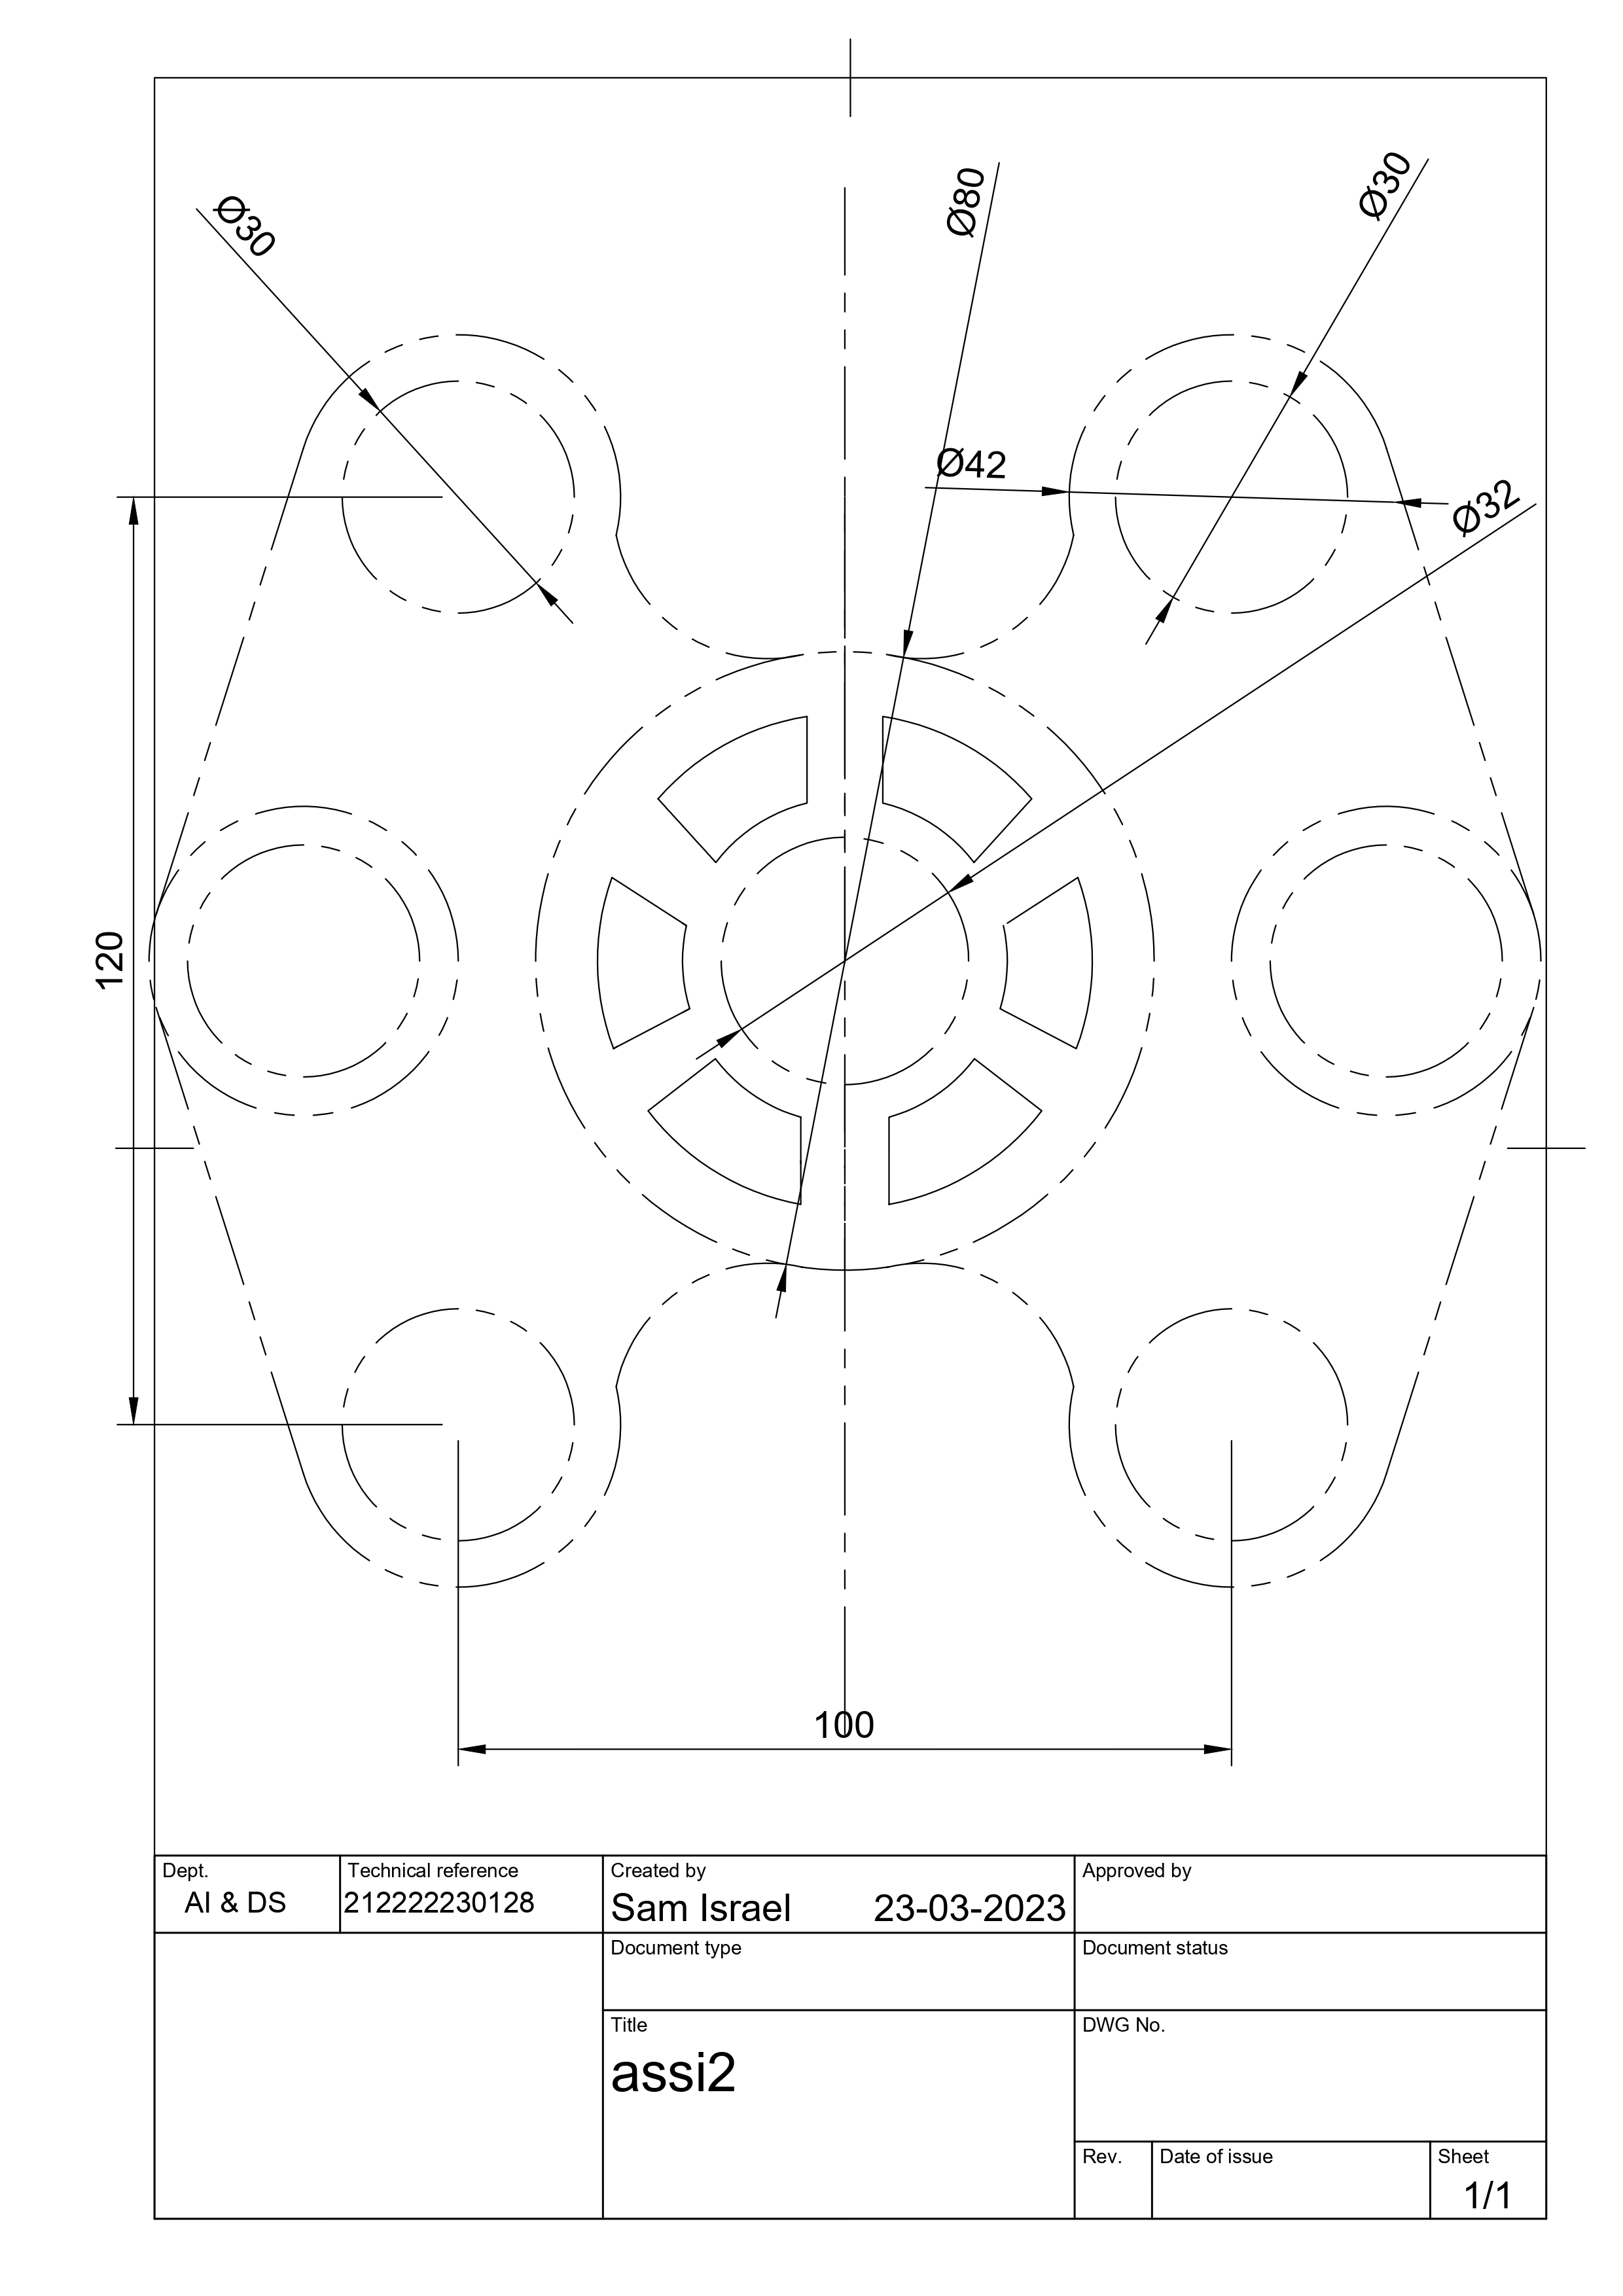 Ø30
Ø80
Ø30
Ø42
Ø32
120
100
Dept.
AI & DS
Technical reference
212222230128
Created by
Sam Israel 23-03-2023
Approved by
Document type
Document status
Title
assi2
DWG No.
Rev.
Date of issue
Sheet
1/1